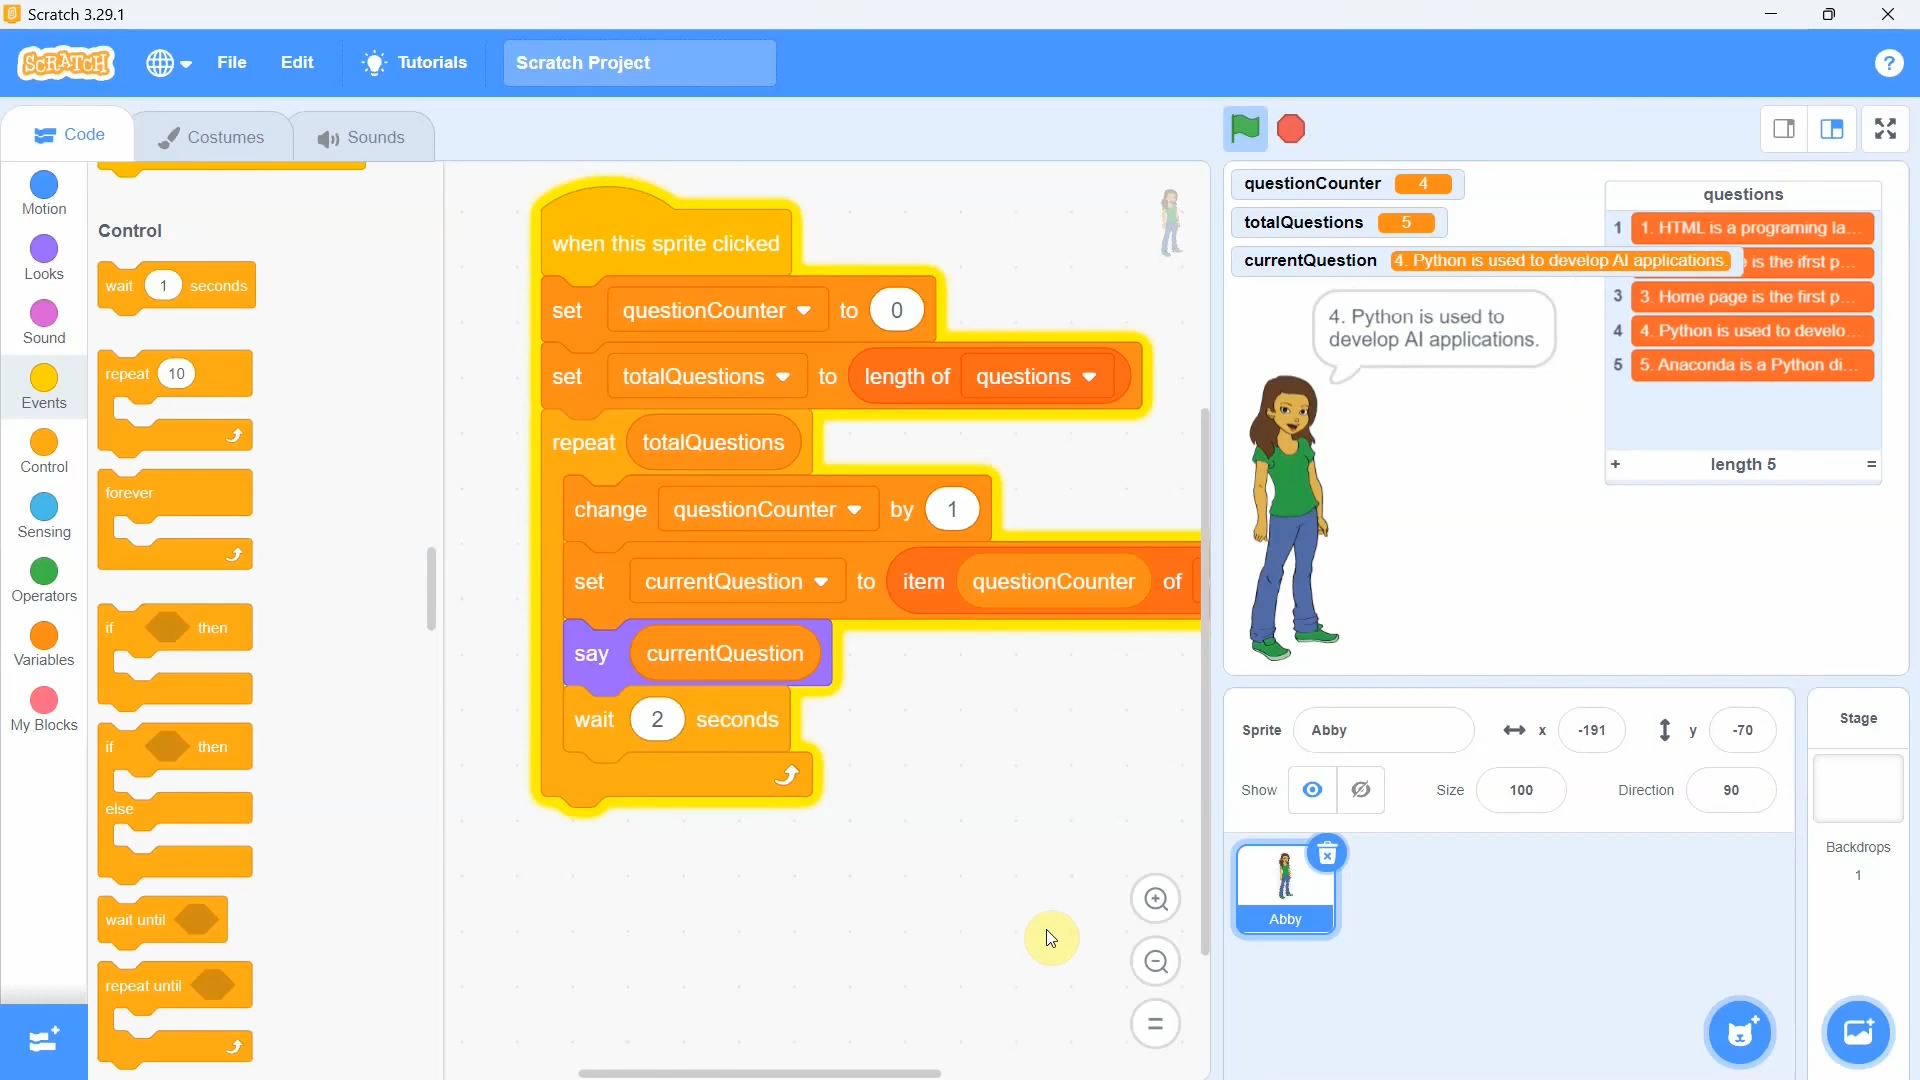 Scratch 3.29.1
SCRATCH
File
Edit
Tutorials
Scratch Project
?
Code
Costumes
Sounds
Motion
Looks
Sound
Events
Control
Sensing
Operators
Variables
My Blocks
Control
wait 1 seconds
repeat 10
forever
if then
if then
else
wait until
repeat until
when this sprite clicked
set questionCounter to 0
set totalQuestions to length of questions
repeat totalQuestions
change questionCounter by 1
set currentQuestion to item questionCounter of
say currentQuestion
wait 2 seconds
questionCounter 4
totalQuestions 5
currentQuestion 4. Python is used to develop AI applications.
questions
1 1. HTML is a programing la...
is the ifrst p...
3 3. Home page is the first p...
4 4. Python is used to develo...
5 5. Anaconda is a Python di...
+ length 5 =
4. Python is used to
develop AI applications.
Sprite Abby
x -191
y -70
Show
Size 100
Direction 90
Abby
Stage
Backdrops
1